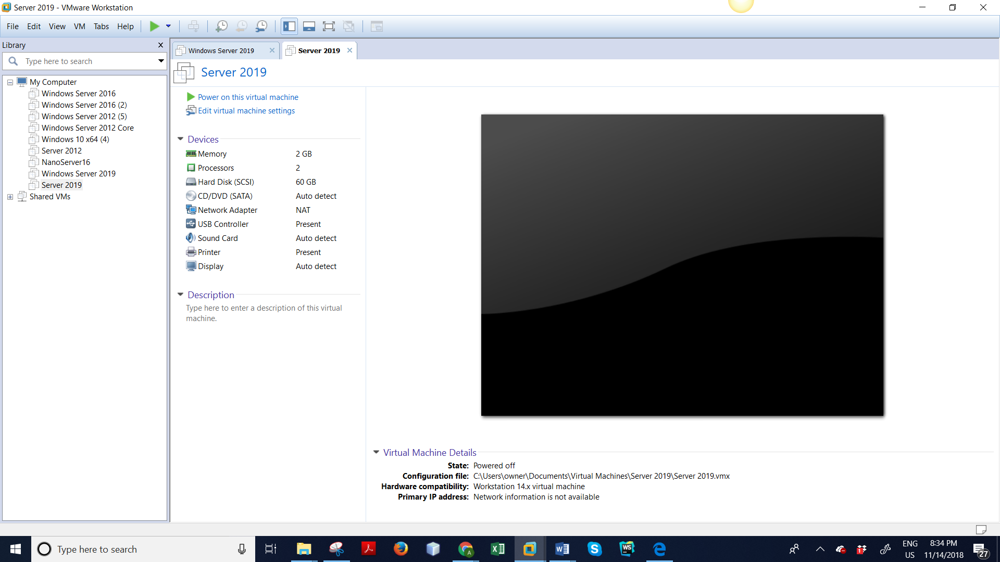 Server 2019 - VMware Workstation
File Edit View VM Tabs Help
Library
Type here to search
My Computer
Windows Server 2016
Windows Server 2016 (2)
Windows Server 2012 (5)
Windows Server 2012 Core
Windows 10 x64 (4)
Server 2012
NanoServer16
Windows Server 2019
Server 2019
Shared VMs
Windows Server 2019 Server 2019
Server 2019
Power on this virtual machine
Edit virtual machine settings
Devices
Memory 2 GB
Processors 2
Hard Disk (SCSI) 60 GB
CD/DVD (SATA) Auto detect
Network Adapter NAT
USB Controller Present
Sound Card Auto detect
Printer Present
Display Auto detect
Description
Type here to enter a description of this virtual
machine.
Virtual Machine Details
State: Powered off
Configuration file: C:\Users\owner\Documents\Virtual Machines\Server 2019\Server 2019.vmx
Hardware compatibility: Workstation 14.x virtual machine
Primary IP address: Network information is not available
Type here to search
A
WS
1
ENG
US
8:34 PM
11/14/2018
27